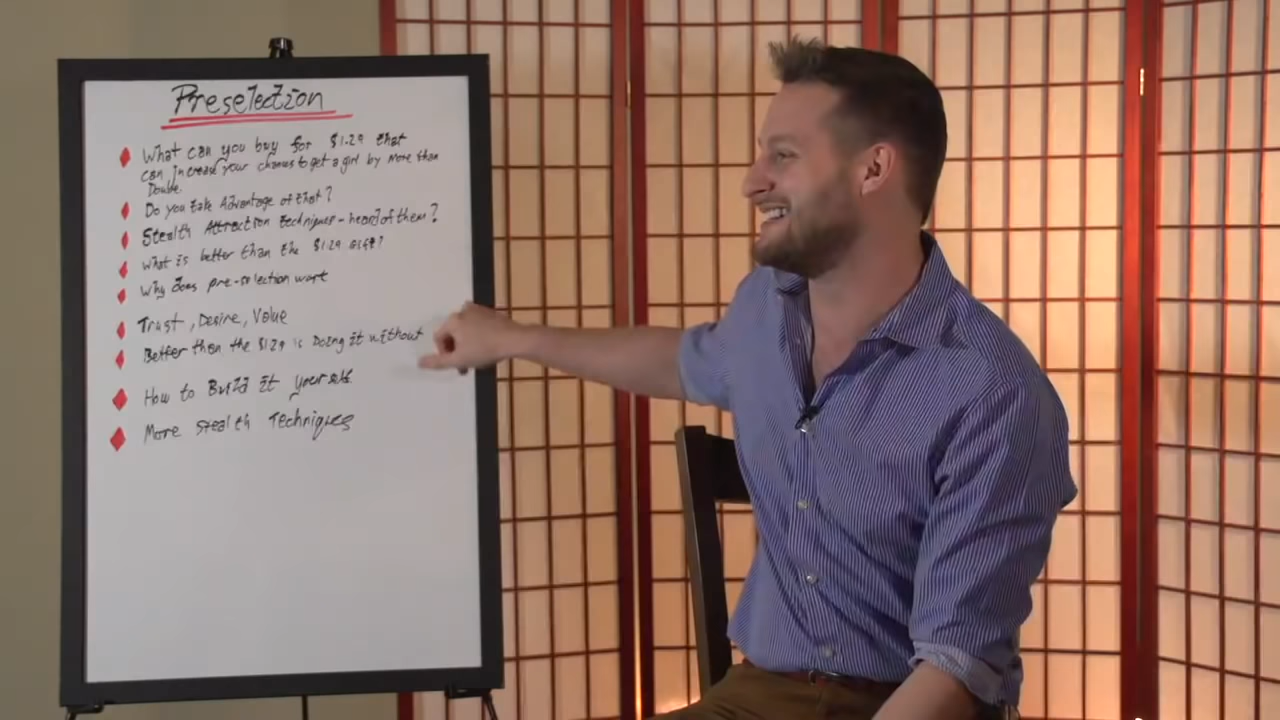 Preselection
What can you buy for $1.29 that
can Increase your chances to get a girl by more than
Double.
Do you take Advantage of that?
Stealth Attraction techniques - heard of them?
What is better than the $1.29 Gift?
Why does pre-selection work
Trust, Desire, Value
Better then the $1.29 is Doing it without
How to Build it yourself
More Stealth Techniques